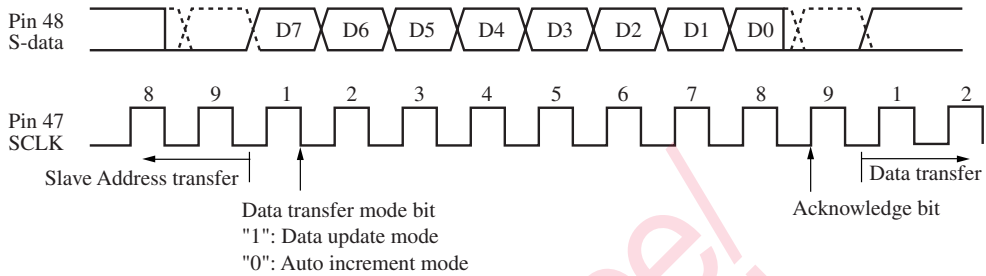 Pin 48
S-data
D7 D6 D5 D4 D3 D2 D1 D0
8 9 1 2 3 4 5 6 7 8 9 1 2
Pin 47
SCLK
Slave Address transfer
Data transfer
Data transfer mode bit
Acknowledge bit
"1": Data update mode
"0": Auto increment mode